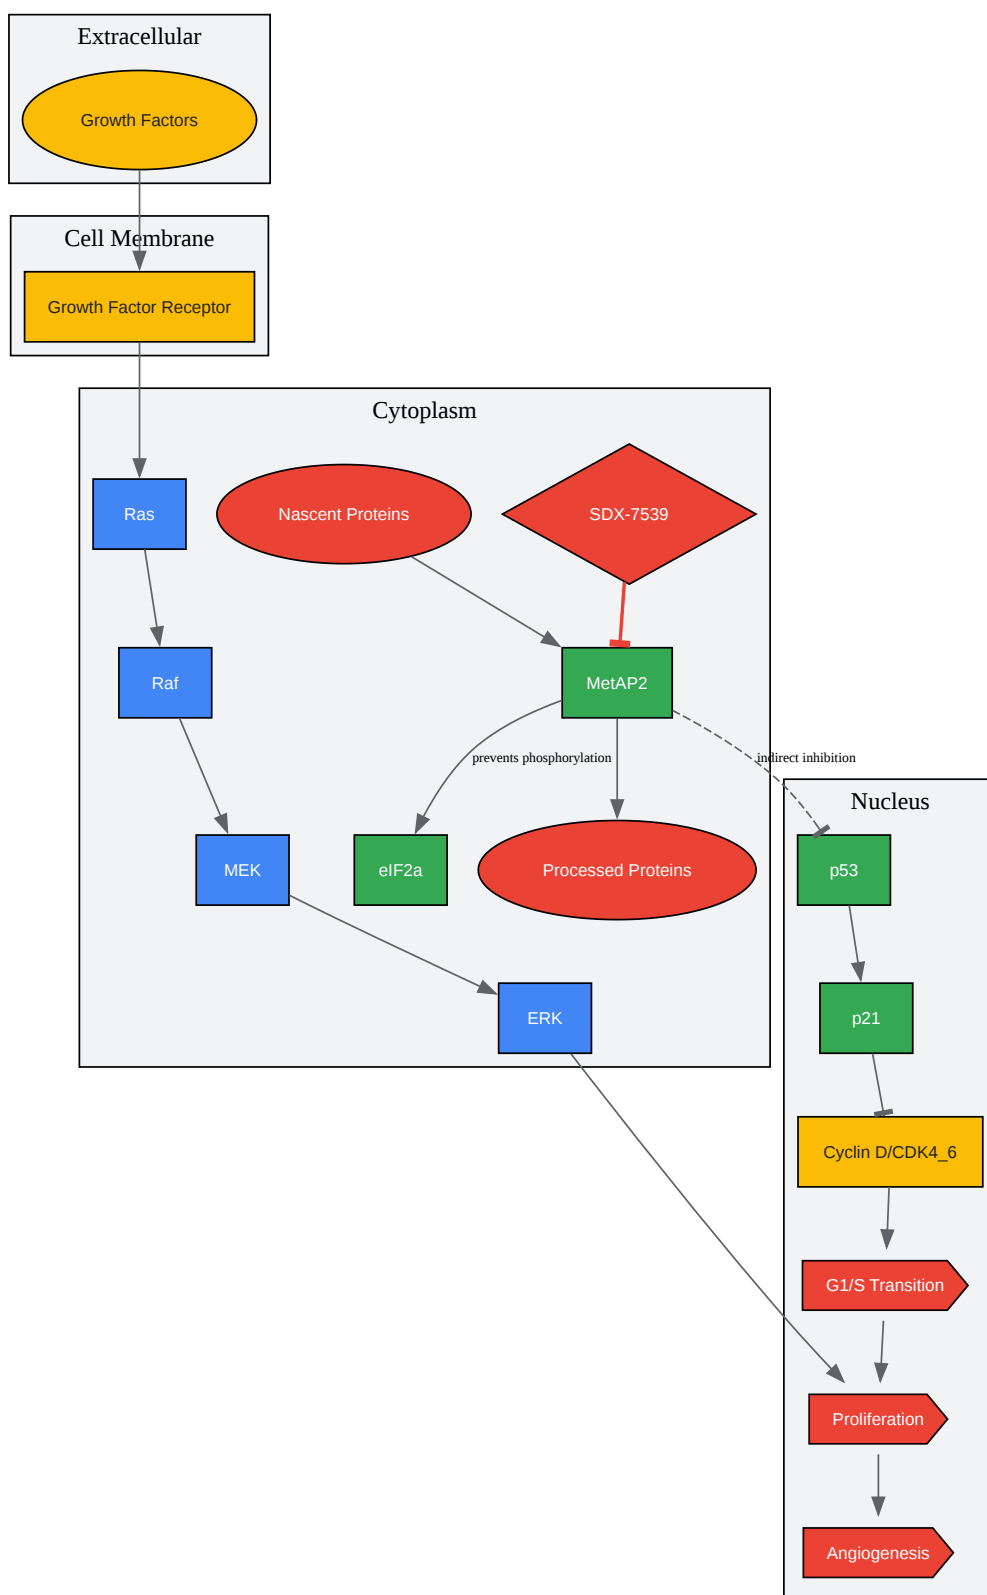 Extracellular
Growth Factors
Cell Membrane
Growth Factor Receptor
Cytoplasm
Ras
Nascent Proteins
SDX-7539
Raf
MetAP2
prevents phosphorylation
indirect inhibition
Nucleus
MEK
eIF2a
Processed Proteins
p53
ERK
p21
Cyclin D/CDK4_6
G1/S Transition
Proliferation
Angiogenesis